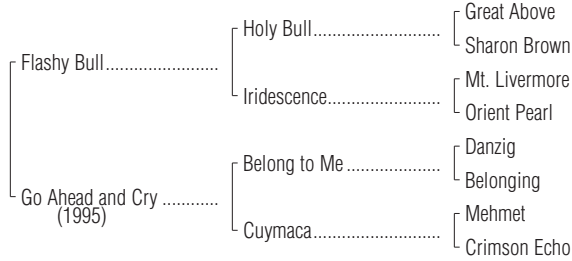 Great Above
Holy Bull
Sharon Brown
Flashy Bull
Mt. Livermore
Iridescence
Orient Pearl
Danzig
Belong to Me
Belonging
Go Ahead and Cry
(1995)
Mehmet
Cuymaca
Crimson Echo